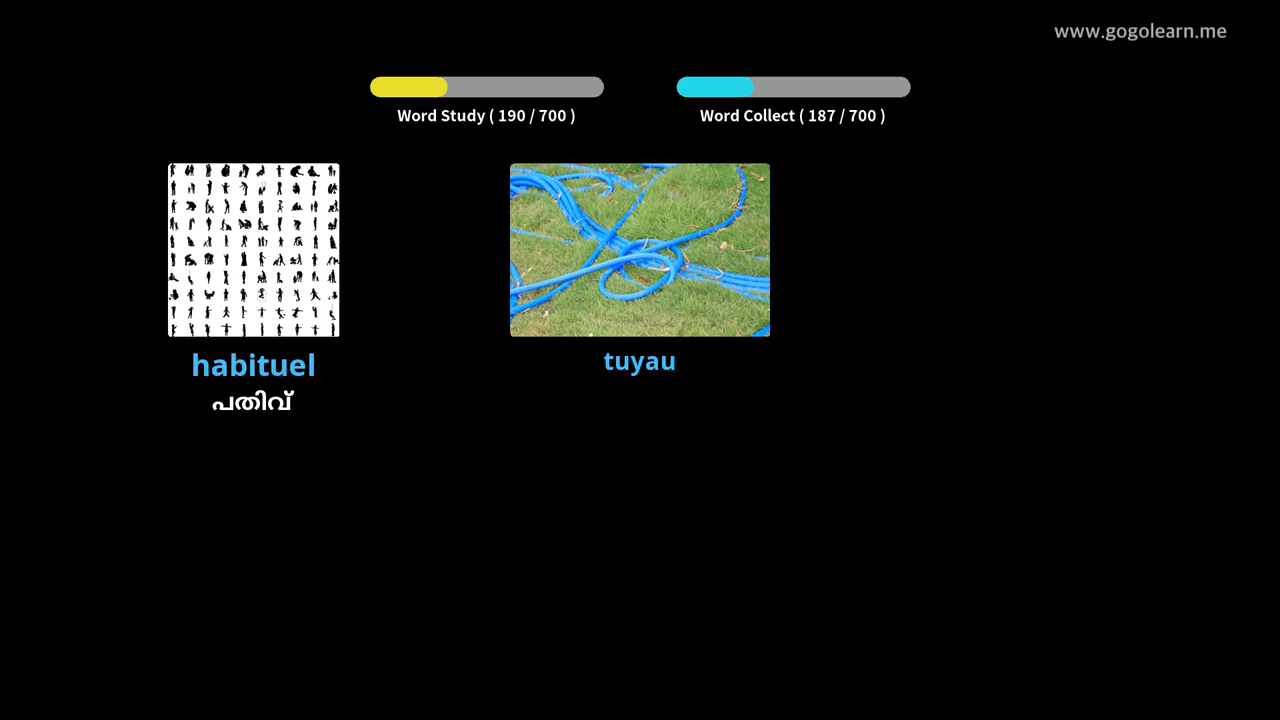 www.gogolearn.me
Word Study ( 190 / 700 )
Word Collect ( 187 / 700 )
habituel
പതിവ്
tuyau